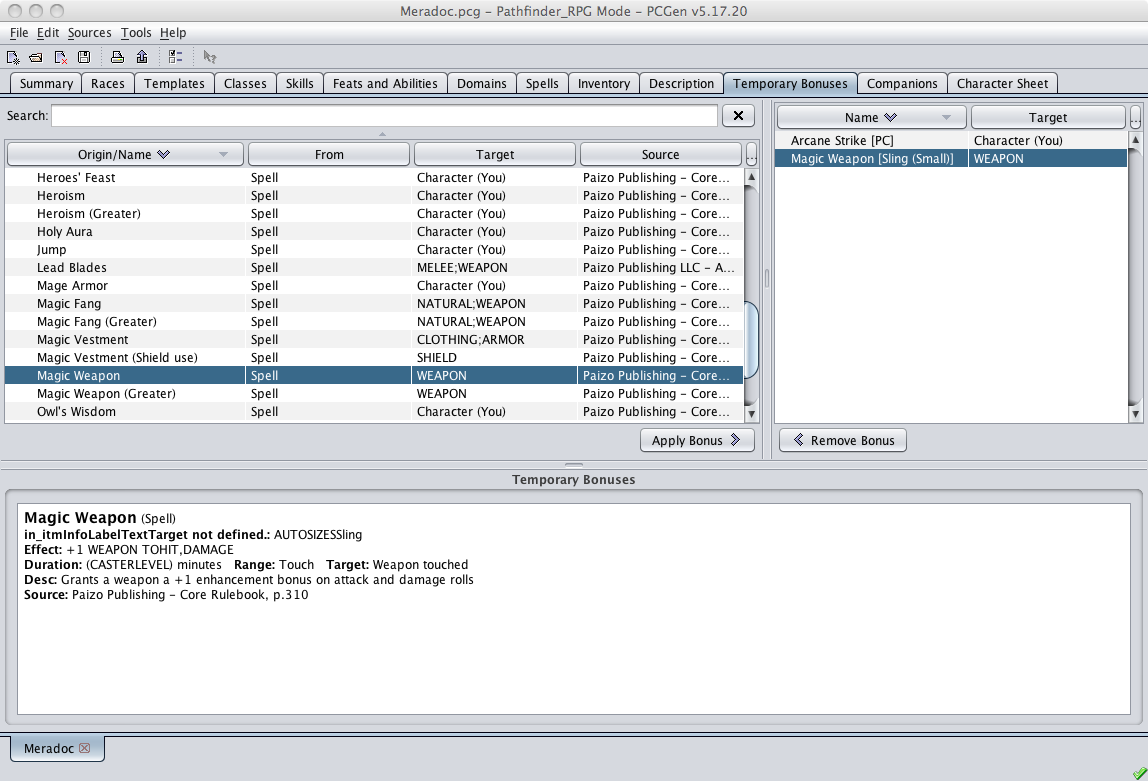 Meradoc.pcg – Pathfinder_RPG Mode – PCGen v5.17.20
File Edit Sources Tools Help
Summary Races Templates Classes Skills Feats and Abilities Domains Spells Inventory Description Temporary Bonuses Companions Character Sheet
Search:
Origin/Name From Target Source ...
Heroes' Feast Spell Character (You) Paizo Publishing – Core...
Heroism Spell Character (You) Paizo Publishing – Core...
Heroism (Greater) Spell Character (You) Paizo Publishing – Core...
Holy Aura Spell Character (You) Paizo Publishing – Core...
Jump Spell Character (You) Paizo Publishing – Core...
Lead Blades Spell MELEE;WEAPON Paizo Publishing LLC – A...
Mage Armor Spell Character (You) Paizo Publishing – Core...
Magic Fang Spell NATURAL;WEAPON Paizo Publishing – Core...
Magic Fang (Greater) Spell NATURAL;WEAPON Paizo Publishing – Core...
Magic Vestment Spell CLOTHING;ARMOR Paizo Publishing – Core...
Magic Vestment (Shield use) Spell SHIELD Paizo Publishing – Core...
Magic Weapon Spell WEAPON Paizo Publishing – Core...
Magic Weapon (Greater) Spell WEAPON Paizo Publishing – Core...
Owl's Wisdom Spell Character (You) Paizo Publishing – Core...
Apply Bonus
Name Target ...
Arcane Strike [PC] Character (You)
Magic Weapon [Sling (Small)] WEAPON
Remove Bonus
Temporary Bonuses
Magic Weapon (Spell)
in_itmInfoLabelTextTarget not defined.: AUTOSIZESSling
Effect: +1 WEAPON TOHIT,DAMAGE
Duration: (CASTERLEVEL) minutes Range: Touch Target: Weapon touched
Desc: Grants a weapon a +1 enhancement bonus on attack and damage rolls
Source: Paizo Publishing – Core Rulebook, p.310
Meradoc